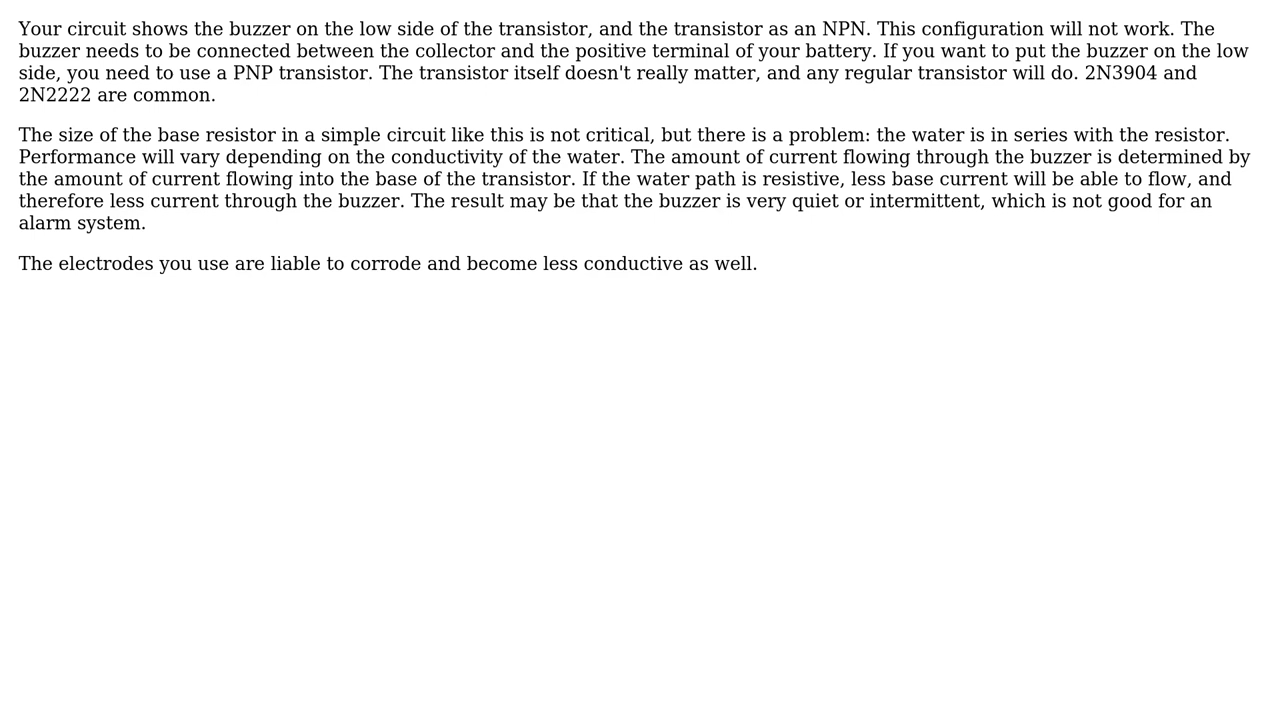 Your circuit shows the buzzer on the low side of the transistor, and the transistor as an NPN. This configuration will not work. The
buzzer needs to be connected between the collector and the positive terminal of your battery. If you want to put the buzzer on the low
side, you need to use a PNP transistor. The transistor itself doesn't really matter, and any regular transistor will do. 2N3904 and
2N2222 are common.
The size of the base resistor in a simple circuit like this is not critical, but there is a problem: the water is in series with the resistor.
Performance will vary depending on the conductivity of the water. The amount of current flowing through the buzzer is determined by
the amount of current flowing into the base of the transistor. If the water path is resistive, less base current will be able to flow, and
therefore less current through the buzzer. The result may be that the buzzer is very quiet or intermittent, which is not good for an
alarm system.
The electrodes you use are liable to corrode and become less conductive as well.